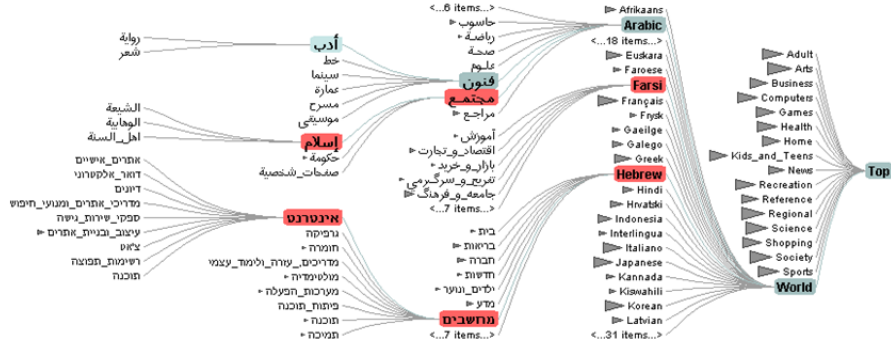 Top
Adult
Arts
Business
Computers
Games
Health
Home
Kids_and_Teens
News
Recreation
Reference
Regional
Science
Shopping
Society
Sports
World
Afrikaans
Arabic
<...18 items...>
Euskara
Faroese
Farsi
Français
Frysk
Gaeilge
Galego
Greek
Hebrew
Hindi
Hrvatski
Indonesia
Interlingua
Italiano
Japanese
Kannada
Kiswahili
Korean
Latvian
<...31 items...>
<...6 items...>
حاسوب
رياضة
صحة
علوم
فنون
مجتمع
مراجع
آموزش
اقتصاد_و_تجارت
بازار_و_خرید
تفریح_و_سرگرمی
جامعه_و_فرهنگ
<...7 items...>
בית
בריאות
חברה
חדשות
ילדים_ונוער
מדע
מחשבים
<...7 items...>
أدب
خط
سينما
عمارة
مسرح
موسيقى
إسلام
حكومة
صفحات_شخصية
אינטרנט
גרפיקה
חומרה
מדריכים,_עזרה_ולימוד_עצמי
מולטימדיה
מערכות_הפעלה
פיתוח_תוכנה
תוכנה
תמיכה
رواية
شعر
الشيعة
الوهابية
اهل_السنة
אתרים_אישיים
דואר_אלקטרוני
דיונים
מדריכי_אתרים_ומנועי_חיפוש
ספקי_שירות_גישה
עיצוב_ובניית_אתרים
צ'אט
רשימות_תפוצה
תוכנה